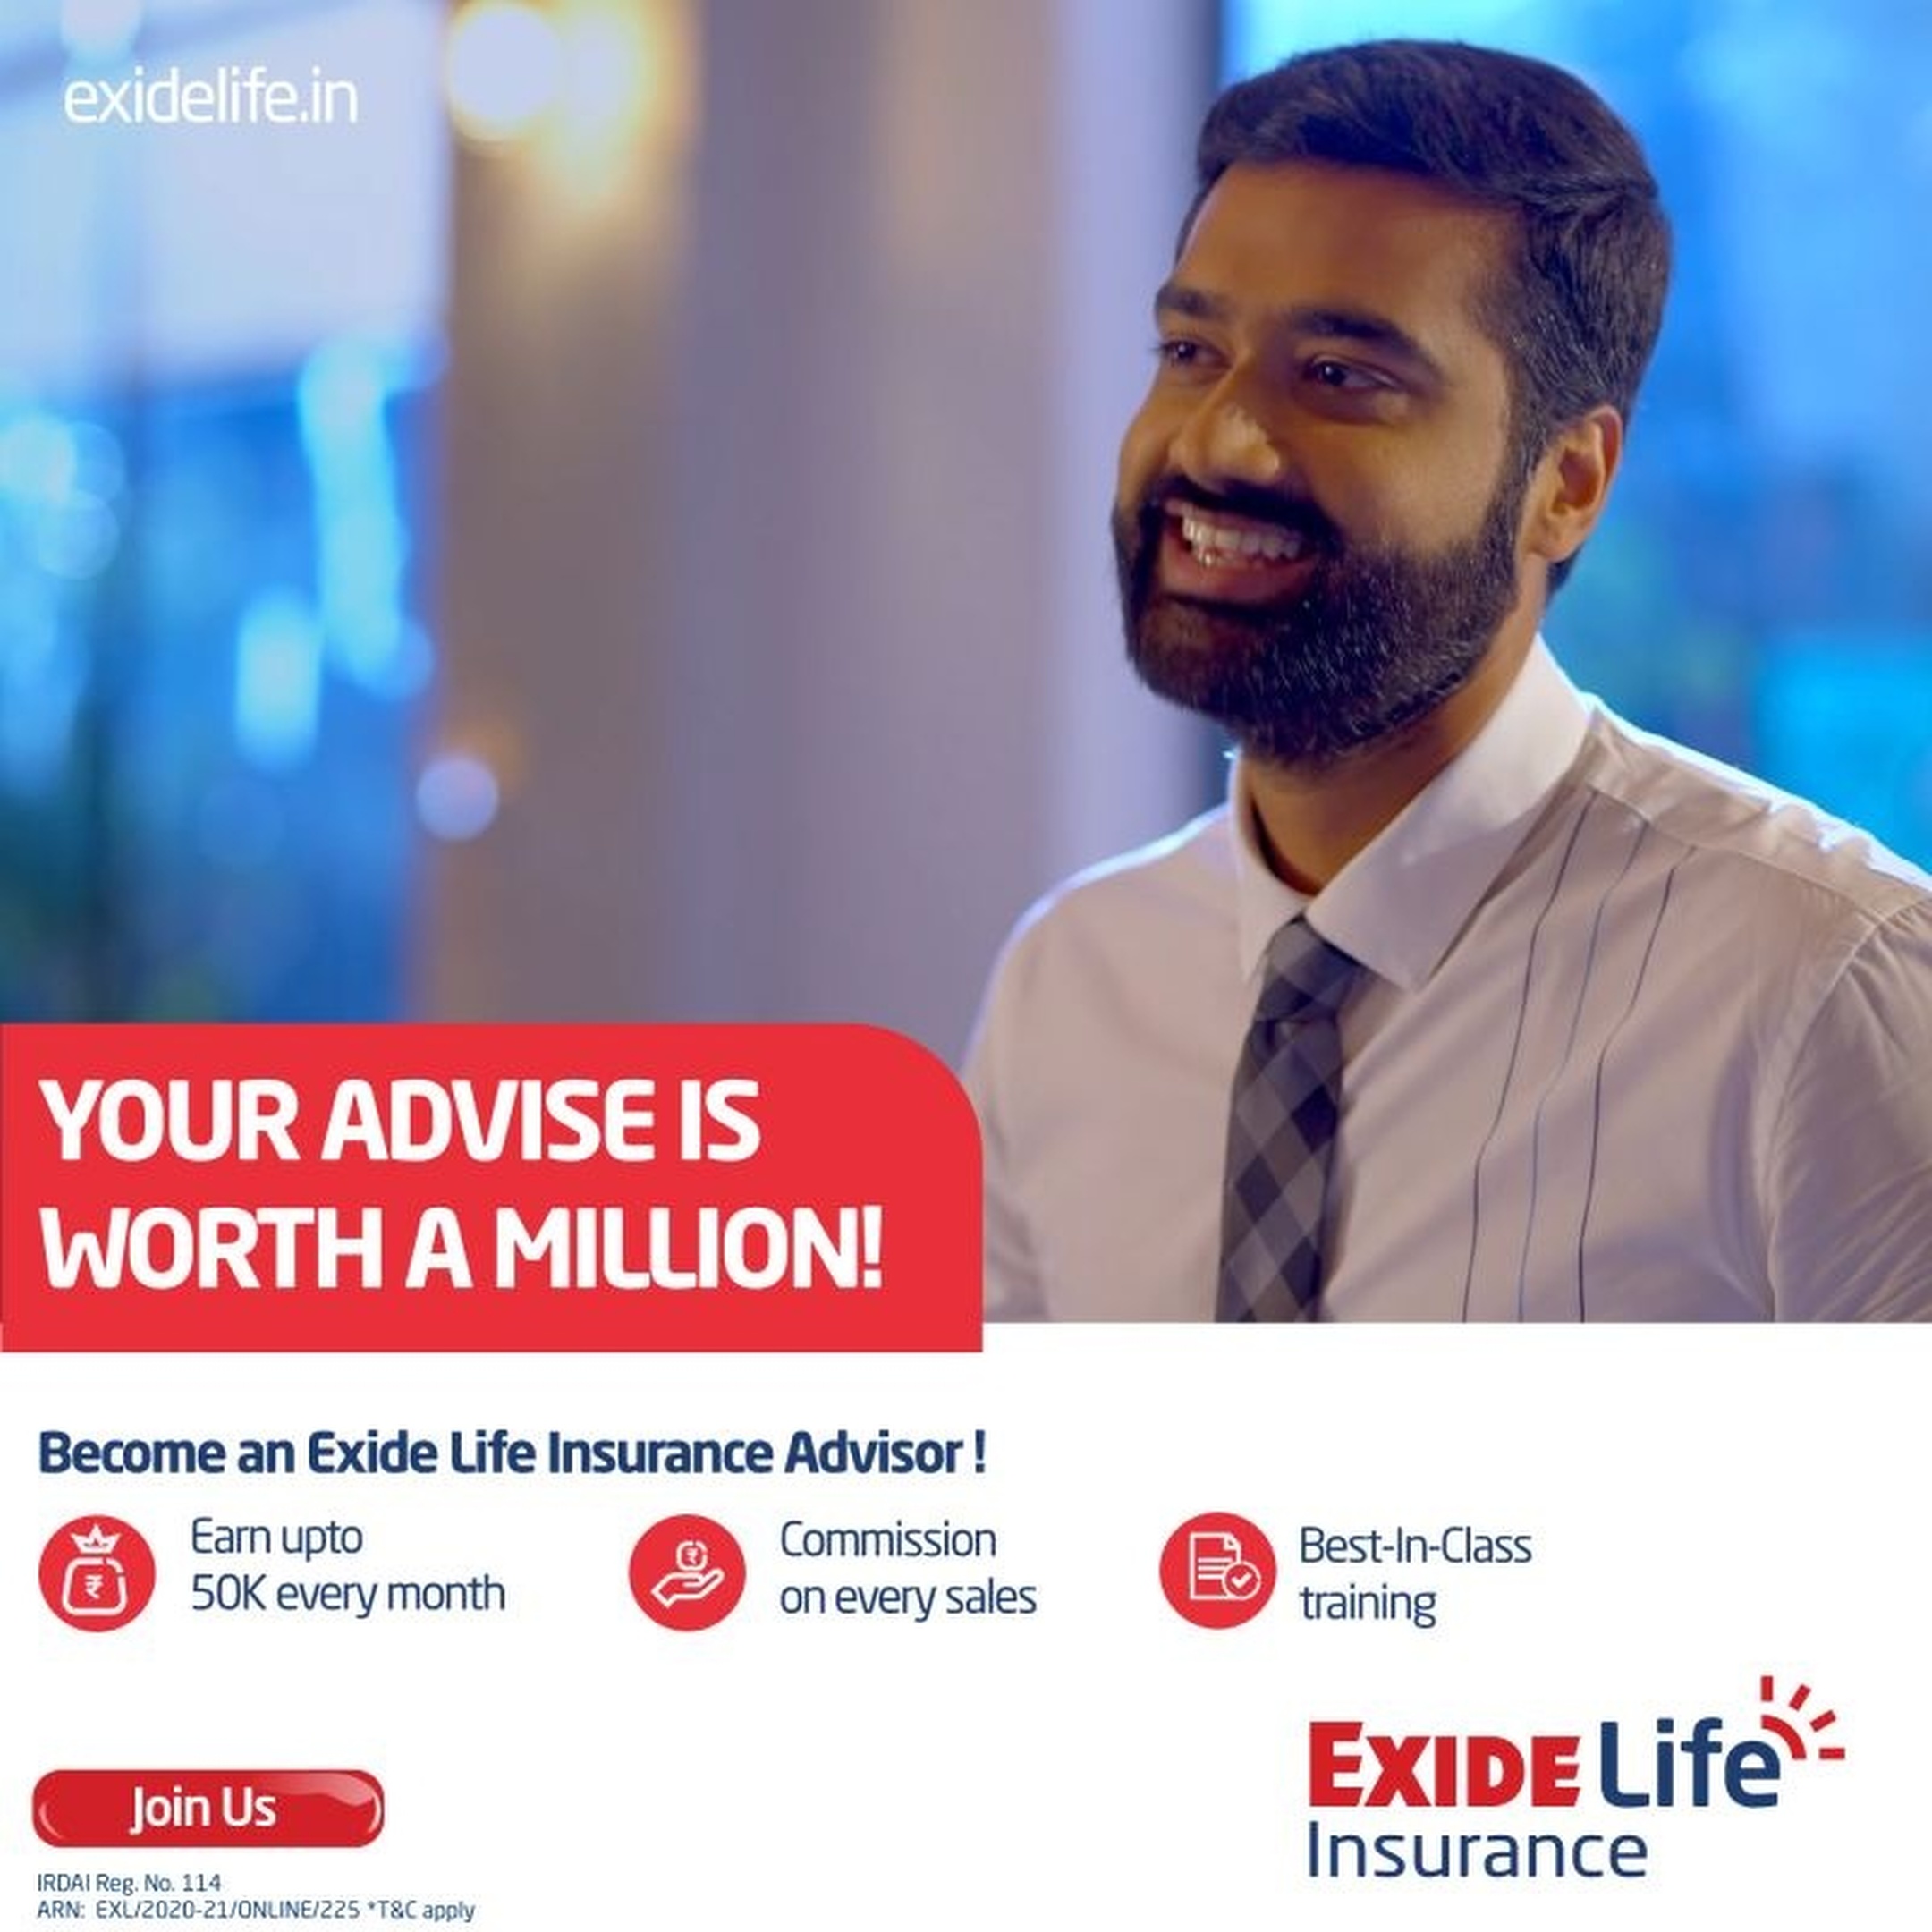 exidelife.in
YOUR ADVISE IS
WORTH A MILLION!
Become an Exide Life Insurance Advisor !
Earn upto
50K every month
Commission
on every sales
Best-In-Class
training
EXIDE Life
Insurance
Join Us
IRDAI Reg. No. 114
ARN: EXL/2020-21/ONLINE/225 *T&C apply